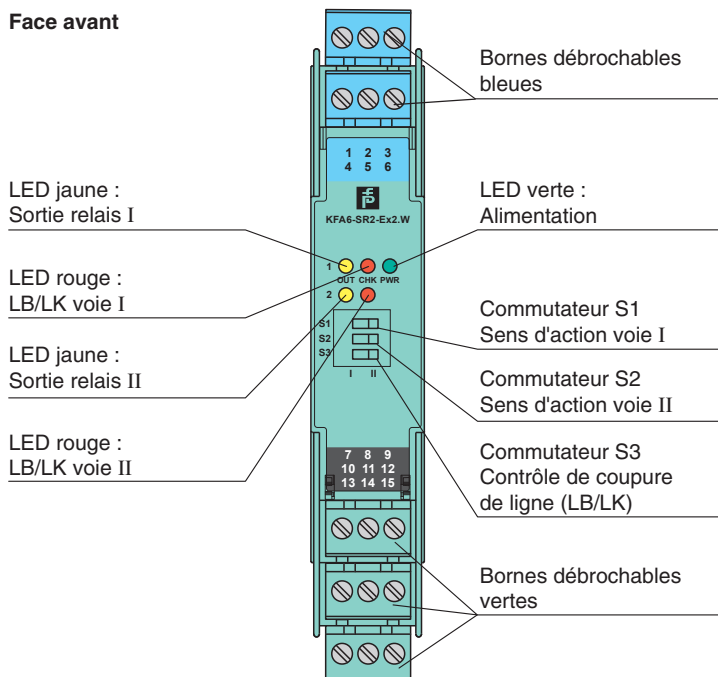 Face avant
Bornes débrochables
bleues
1 2 3
4 5 6
LED jaune :
Sortie relais I
LED verte :
Alimentation
KFA6-SR2-Ex2.W
1
OUT CHK PWR
2
LED rouge :
LB/LK voie I
S1
S2
S3
I II
Commutateur S1
Sens d'action voie I
LED jaune :
Sortie relais II
Commutateur S2
Sens d'action voie II
LED rouge :
LB/LK voie II
Commutateur S3
Contrôle de coupure
de ligne (LB/LK)
7 8 9
10 11 12
13 14 15
Bornes débrochables
vertes